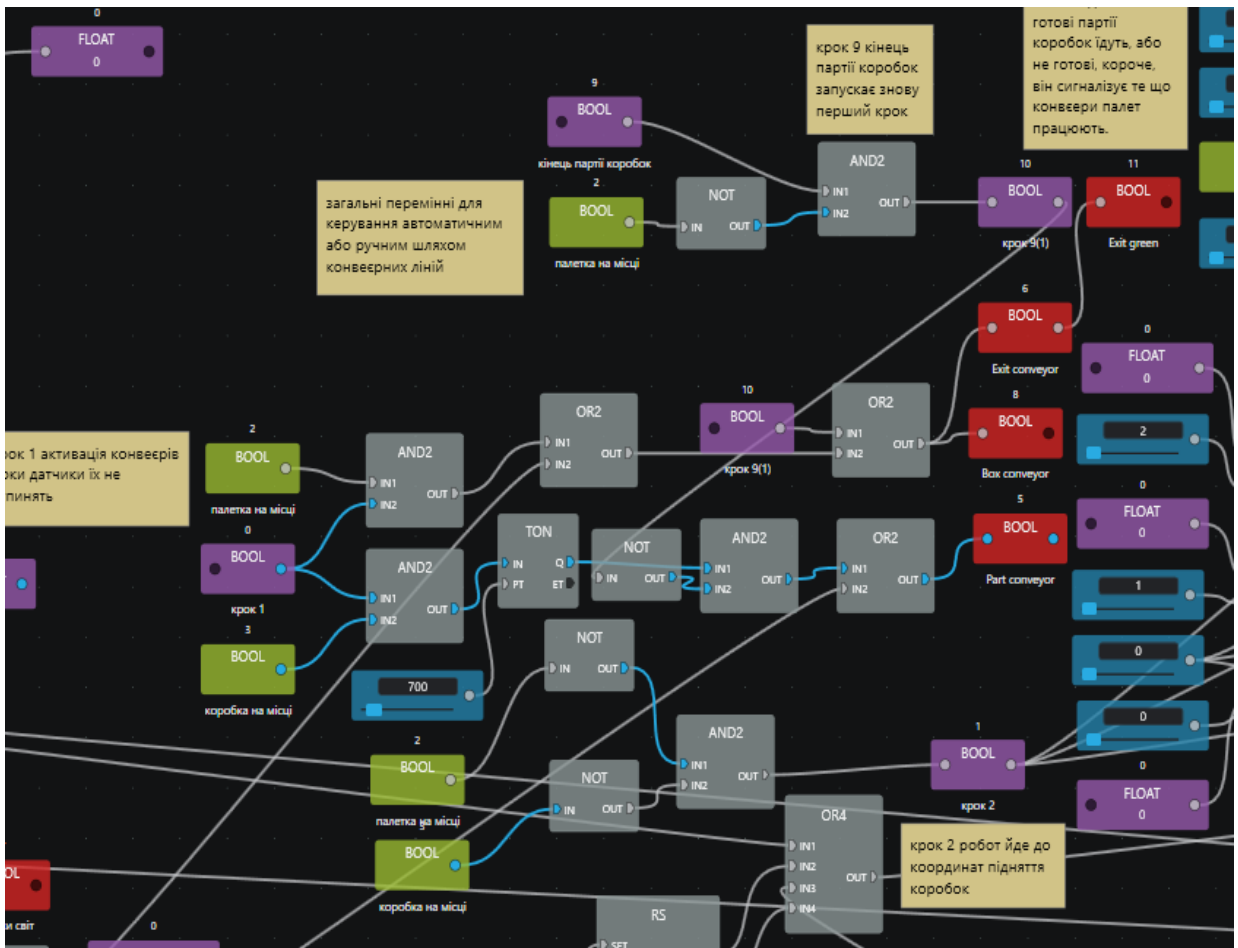 0
FLOAT
0
загальні перемінні для
керування автоматичним
або ручним шляхом
конвеєрних ліній
9
BOOL
кінець партії коробок
2
BOOL
палетка на місці
NOT
IN
OUT
крок 9 кінець
партії коробок
запускає знову
перший крок
AND2
IN1
IN2
OUT
готові партії
коробок їдуть, або
не готові, короче,
він сигналізує те що
конвеєри палет
працюють.
10
BOOL
крок 9(1)
11
BOOL
Exit green
6
BOOL
Exit conveyor
0
FLOAT
0
8
BOOL
Box conveyor
2
0
FLOAT
0
5
BOOL
Part conveyor
1
0
0
0
FLOAT
0
рок 1 активація конвеєрів
оки датчики їх не
пинять
2
BOOL
палетка на місці
0
BOOL
крок 1
3
BOOL
коробка на місці
AND2
IN1
IN2
OUT
AND2
IN1
IN2
OUT
700
OR2
IN1
IN2
OUT
TON
IN
Q
PT
ET
NOT
IN
OUT
10
BOOL
крок 9(1)
OR2
IN1
IN2
OUT
AND2
IN1
IN2
OUT
OR2
IN1
IN2
OUT
NOT
IN
OUT
2
BOOL
палетка на місці
3
BOOL
коробка на місці
NOT
IN
OUT
AND2
IN1
IN2
OUT
1
BOOL
крок 2
OR4
IN1
IN2
IN3
IN4
OUT
крок 2 робот йде до
координат підняття
коробок
OL
и світ
0
RS
SET